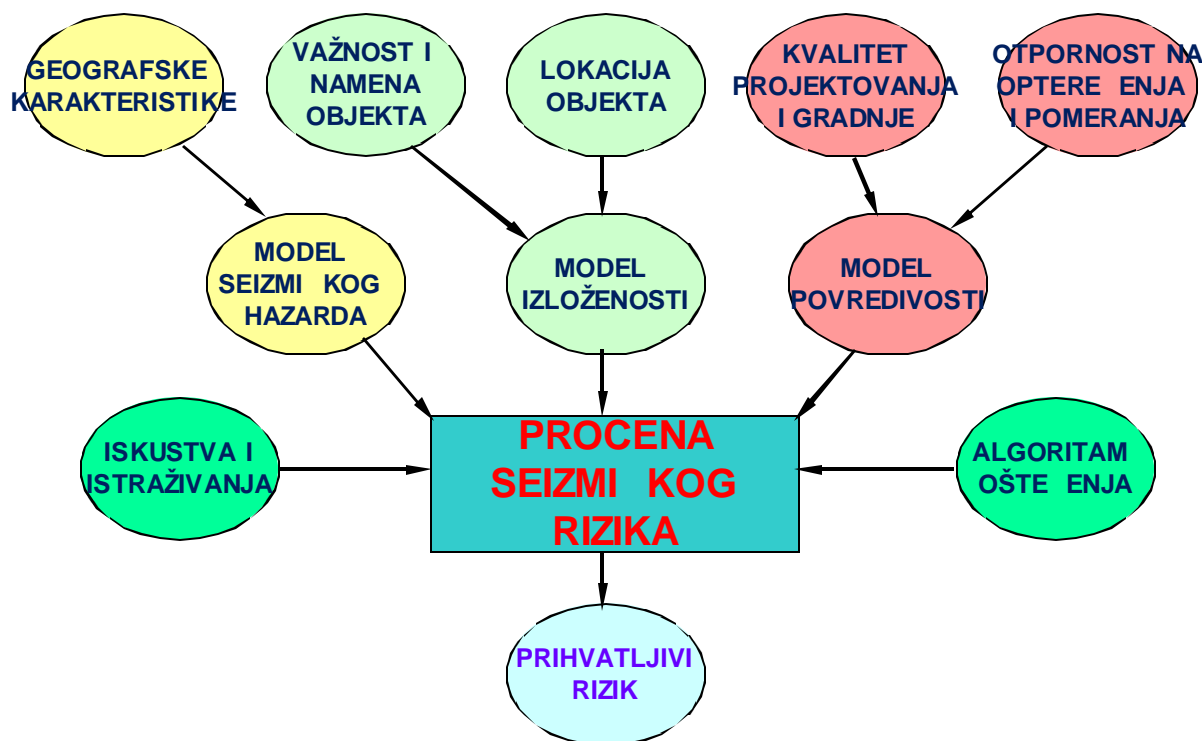 GEOGRAFSKE
KARAKTERISTIKE
VAŽNOST I
NAMENA
OBJEKTA
LOKACIJA
OBJEKTA
KVALITET
PROJEKTOVANJA
I GRADNJE
OTPORNOST NA
OPTERE ENJA
I POMERANJA
MODEL
SEIZMI KOG
HAZARDA
MODEL
IZLOŽENOSTI
MODEL
POVREDIVOSTI
ISKUSTVA I
ISTRAŽIVANJA
PROCENA
SEIZMI KOG
RIZIKA
ALGORITAM
OŠTE ENJA
PRIHVATLJIVI
RIZIK